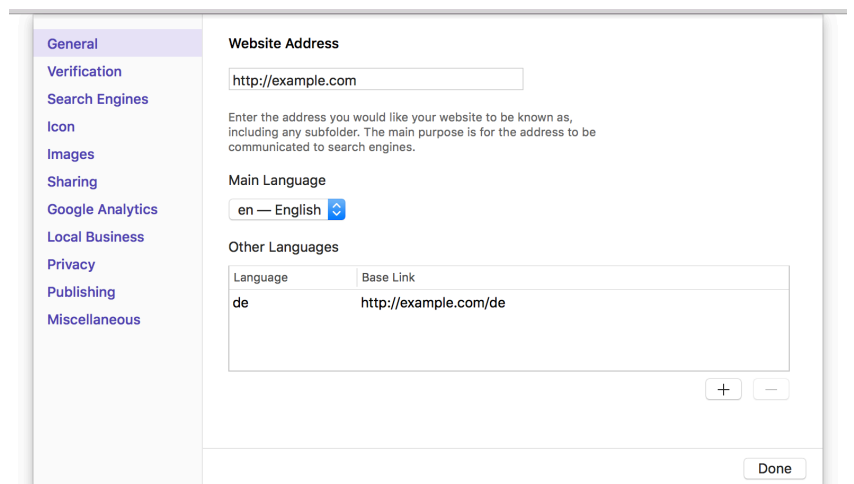 General
Verification
Search Engines
Icon
Images
Sharing
Google Analytics
Local Business
Privacy
Publishing
Miscellaneous
Website Address
http://example.com
Enter the address you would like your website to be known as,
including any subfolder. The main purpose is for the address to be
communicated to search engines.
Main Language
en — English
Other Languages
Language Base Link
de http://example.com/de
+ −
Done